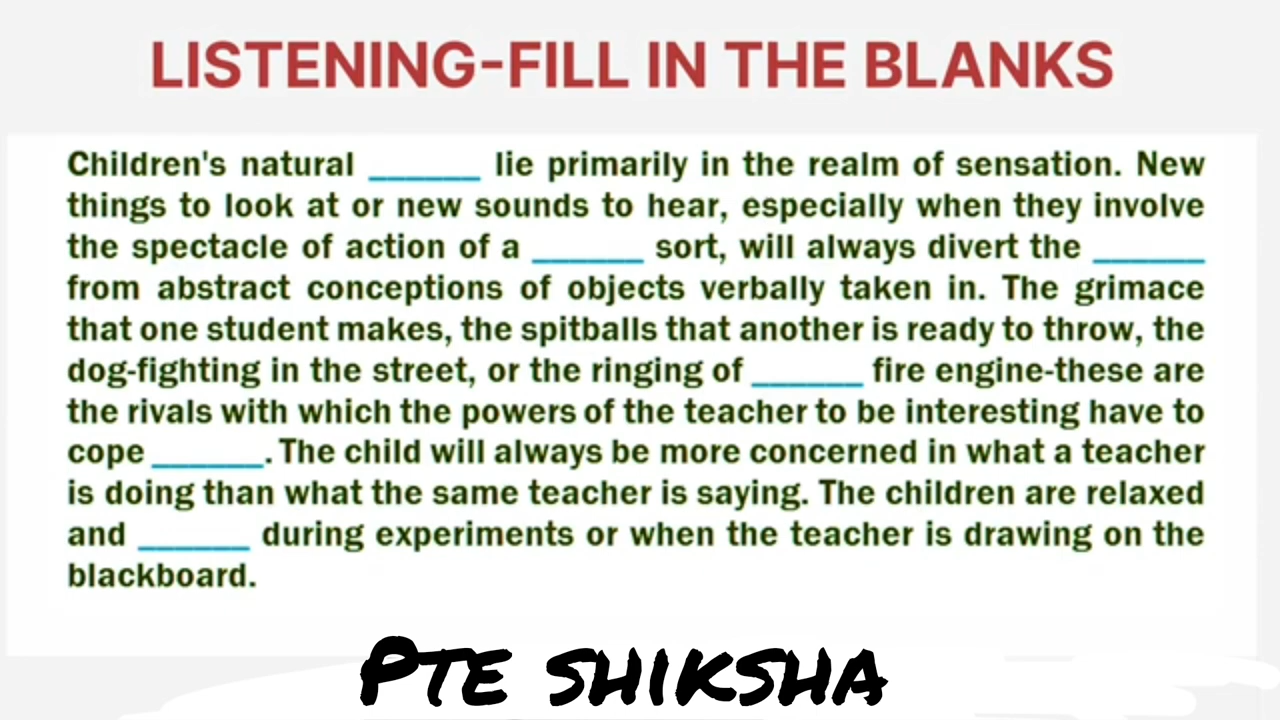 LISTENING-FILL IN THE BLANKS
Children's natural ______ lie primarily in the realm of sensation. New
things to look at or new sounds to hear, especially when they involve
the spectacle of action of a ______ sort, will always divert the ______
from abstract conceptions of objects verbally taken in. The grimace
that one student makes, the spitballs that another is ready to throw, the
dog-fighting in the street, or the ringing of ______ fire engine-these are
the rivals with which the powers of the teacher to be interesting have to
cope ______. The child will always be more concerned in what a teacher
is doing than what the same teacher is saying. The children are relaxed
and ______ during experiments or when the teacher is drawing on the
blackboard.
PTE SHIKSHA